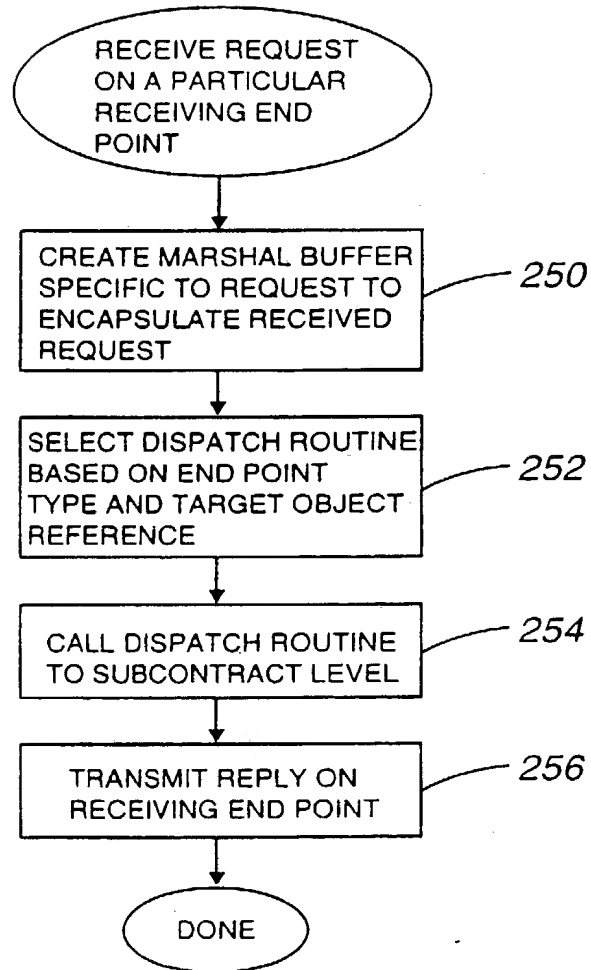 RECEIVE REQUEST
ON A PARTICULAR
RECEIVING END
POINT
CREATE MARSHAL BUFFER
SPECIFIC TO REQUEST TO
ENCAPSULATE RECEIVED
REQUEST
250
SELECT DISPATCH ROUTINE
BASED ON END POINT
TYPE AND TARGET OBJECT
REFERENCE
252
CALL DISPATCH ROUTINE
TO SUBCONTRACT LEVEL
254
TRANSMIT REPLY ON
RECEIVING END POINT
256
DONE